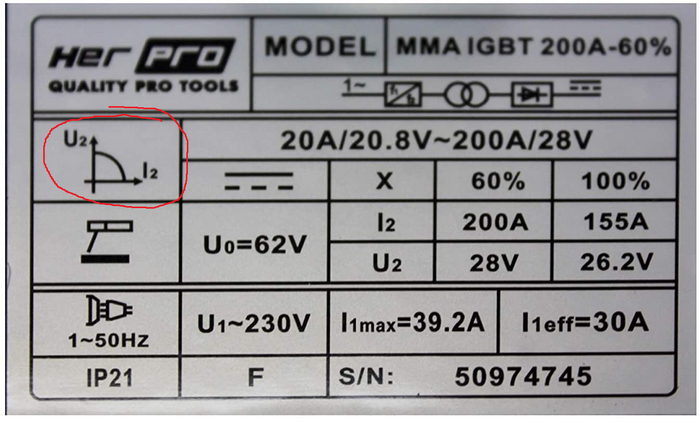 Her PRO
QUALITY PRO TOOLS
MODEL MMA IGBT 200A-60%
1~ f1 f2
U2 I2
20A/20.8V~200A/28V
X 60% 100%
U0=62V
I2 200A 155A
U2 28V 26.2V
1~50HZ
U1~230V I1max=39.2A I1eff=30A
IP21 F S/N: 50974745